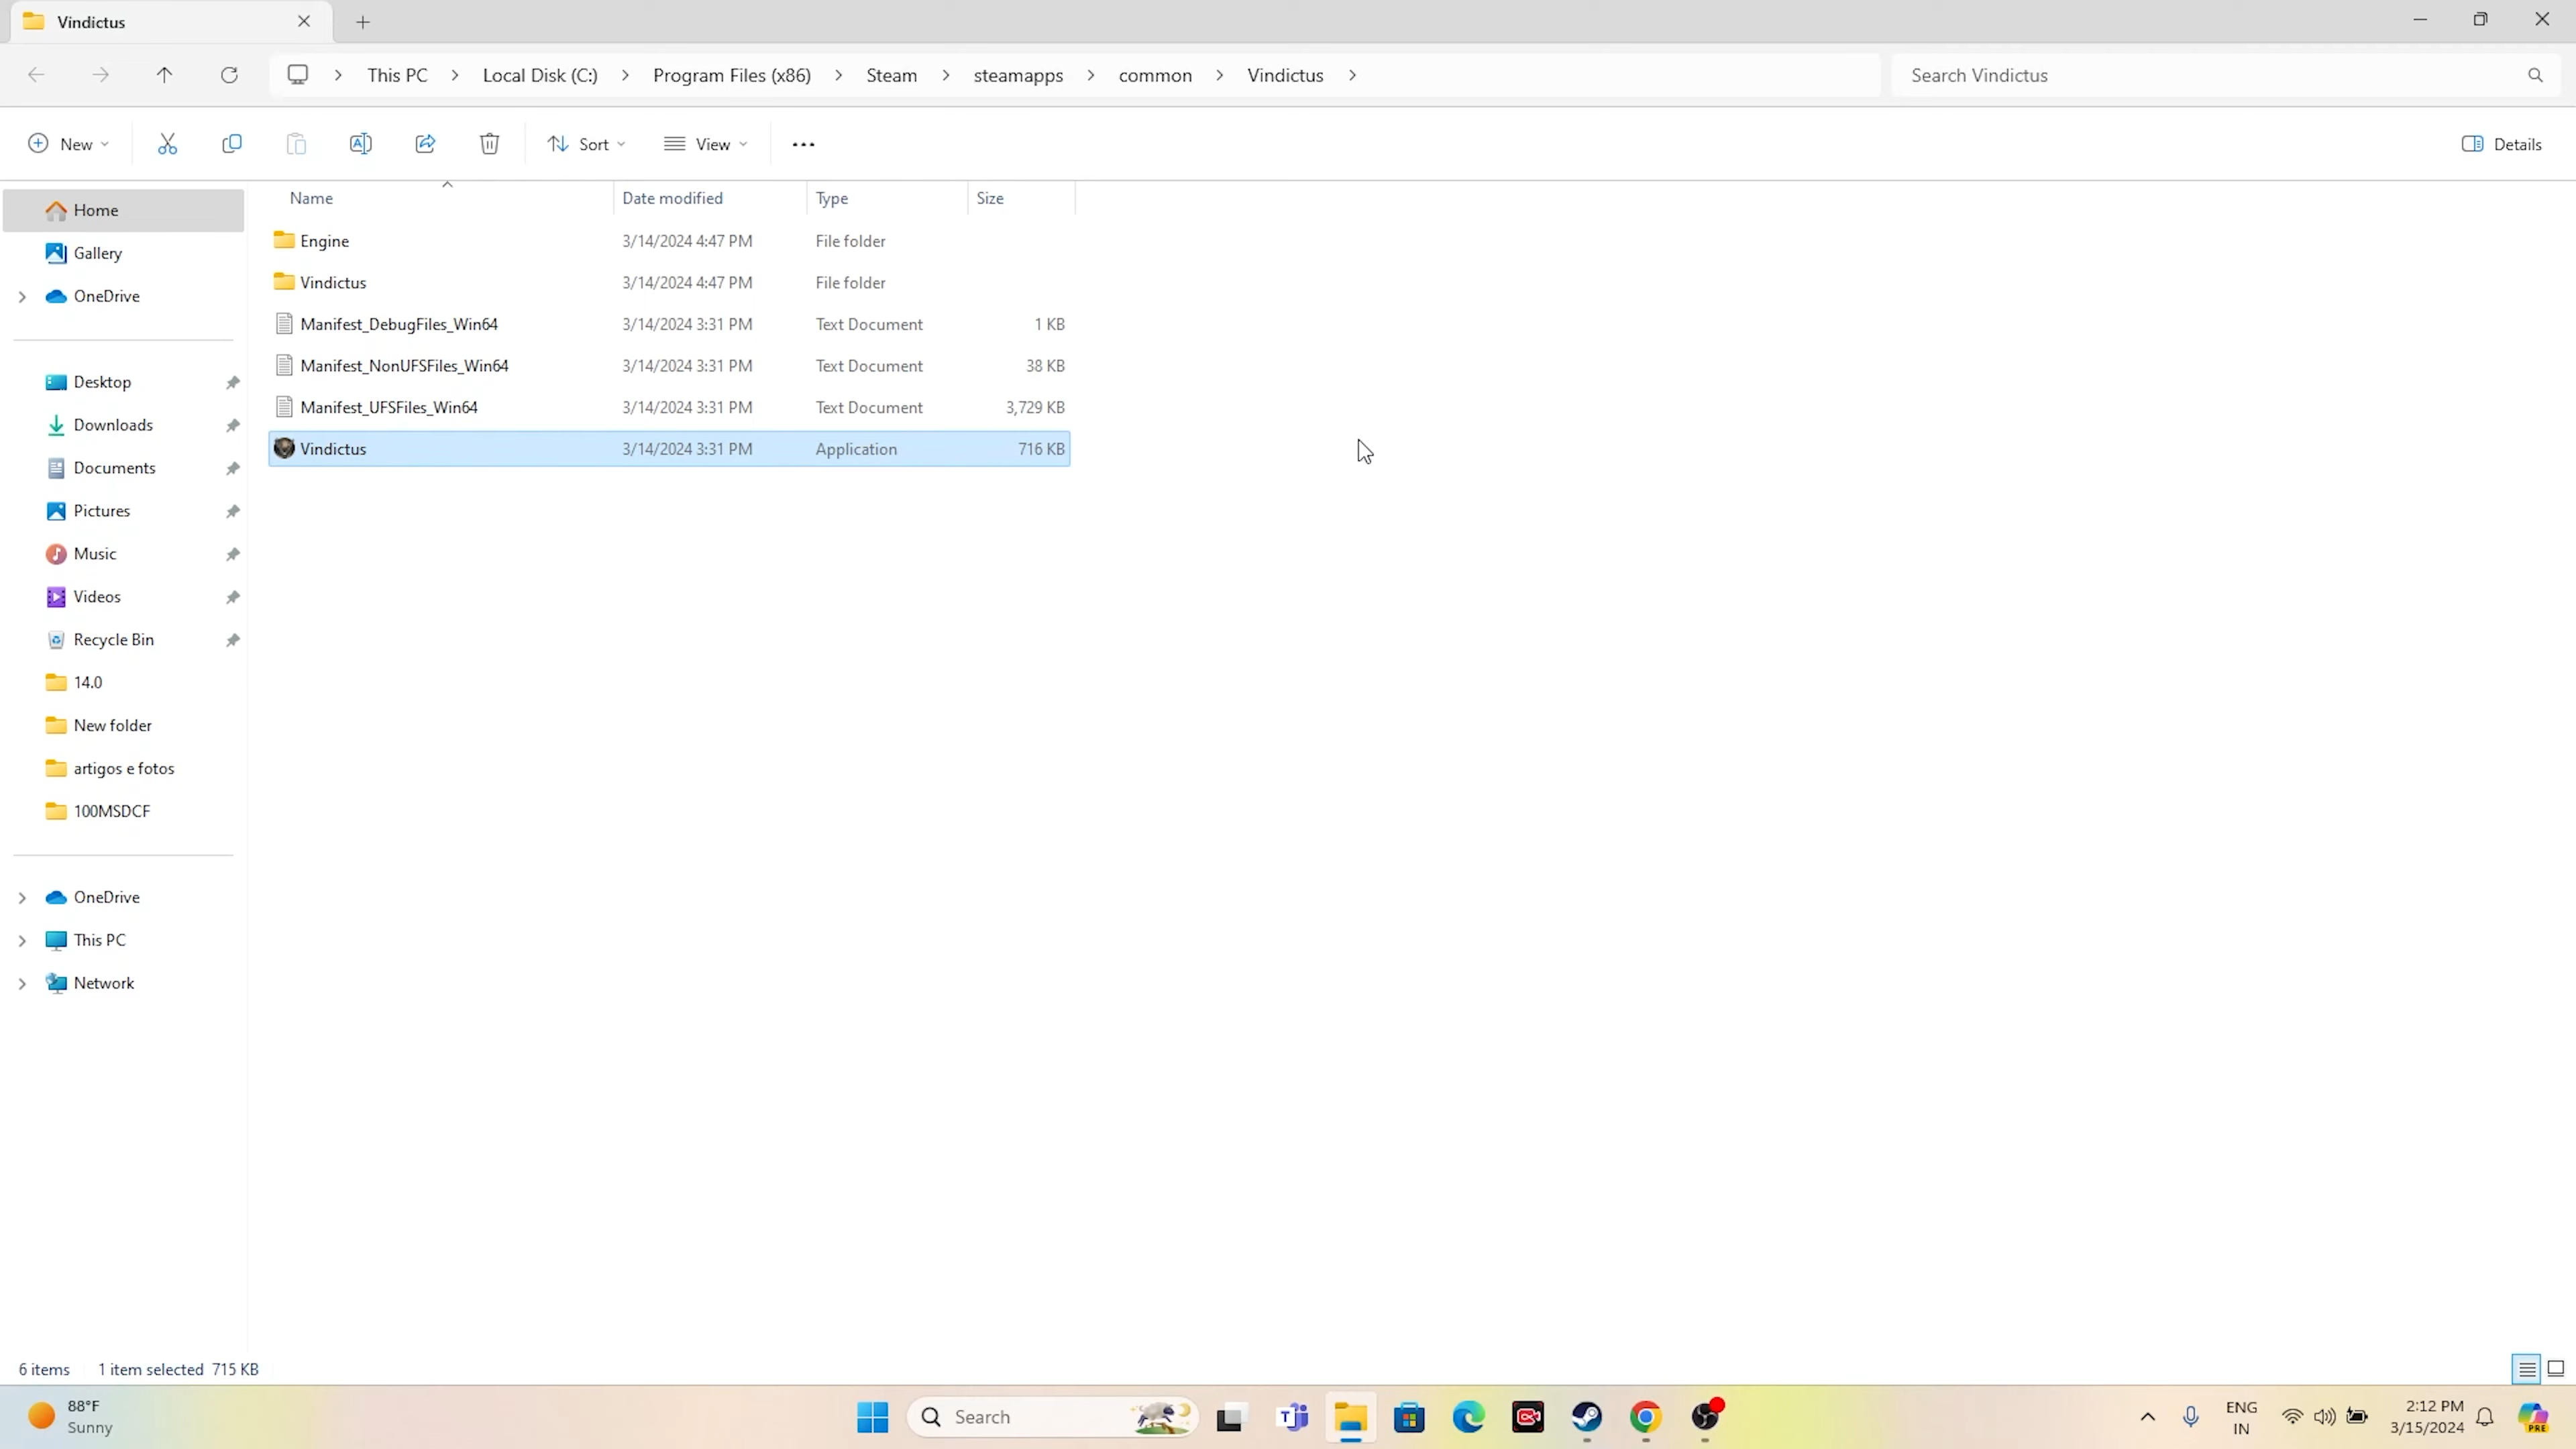 Vindictus
This PC > Local Disk (C:) > Program Files (x86) > Steam > steamapps > common > Vindictus >
Search Vindictus
New
Sort
View
Details
Name Date modified Type Size
Home
Gallery
OneDrive
Desktop
Downloads
Documents
Pictures
Music
Videos
Recycle Bin
14.0
New folder
artigos e fotos
100MSDCF
OneDrive
This PC
Network
Engine 3/14/2024 4:47 PM File folder
Vindictus 3/14/2024 4:47 PM File folder
Manifest_DebugFiles_Win64 3/14/2024 3:31 PM Text Document 1 KB
Manifest_NonUFSFiles_Win64 3/14/2024 3:31 PM Text Document 38 KB
Manifest_UFSFiles_Win64 3/14/2024 3:31 PM Text Document 3,729 KB
Vindictus 3/14/2024 3:31 PM Application 716 KB
6 items 1 item selected 715 KB
88°F
Sunny
Search
ENG
IN
2:12 PM
3/15/2024
PRE